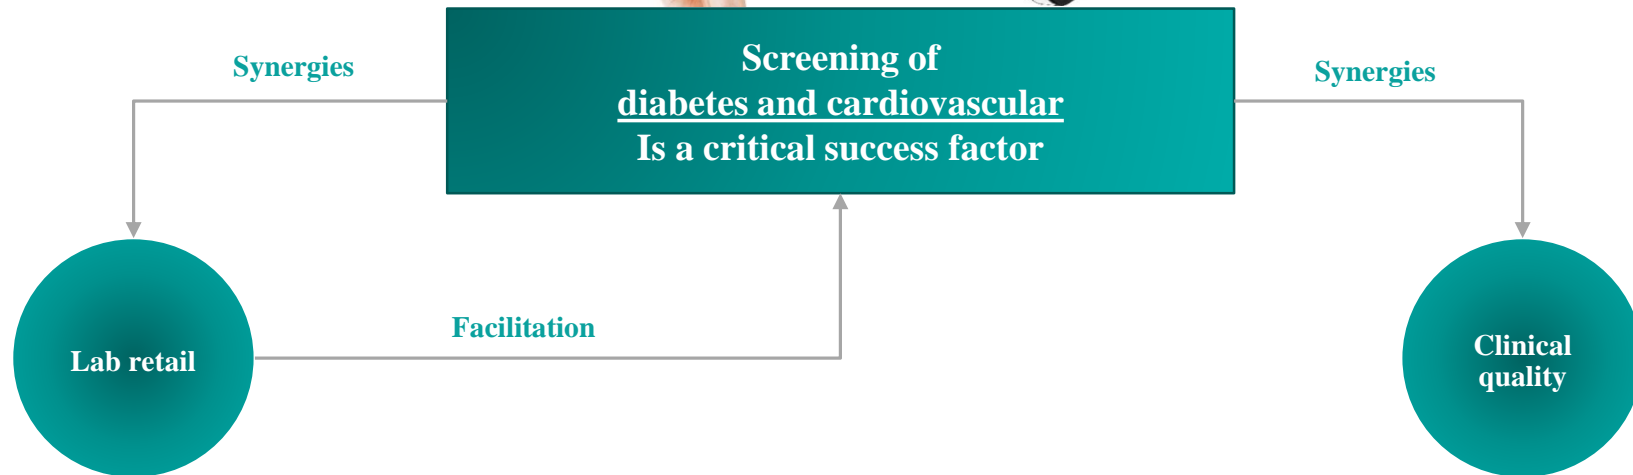 Synergies
Screening of
diabetes and cardiovascular
Is a critical success factor
Synergies
Facilitation
Lab retail
Clinical
quality